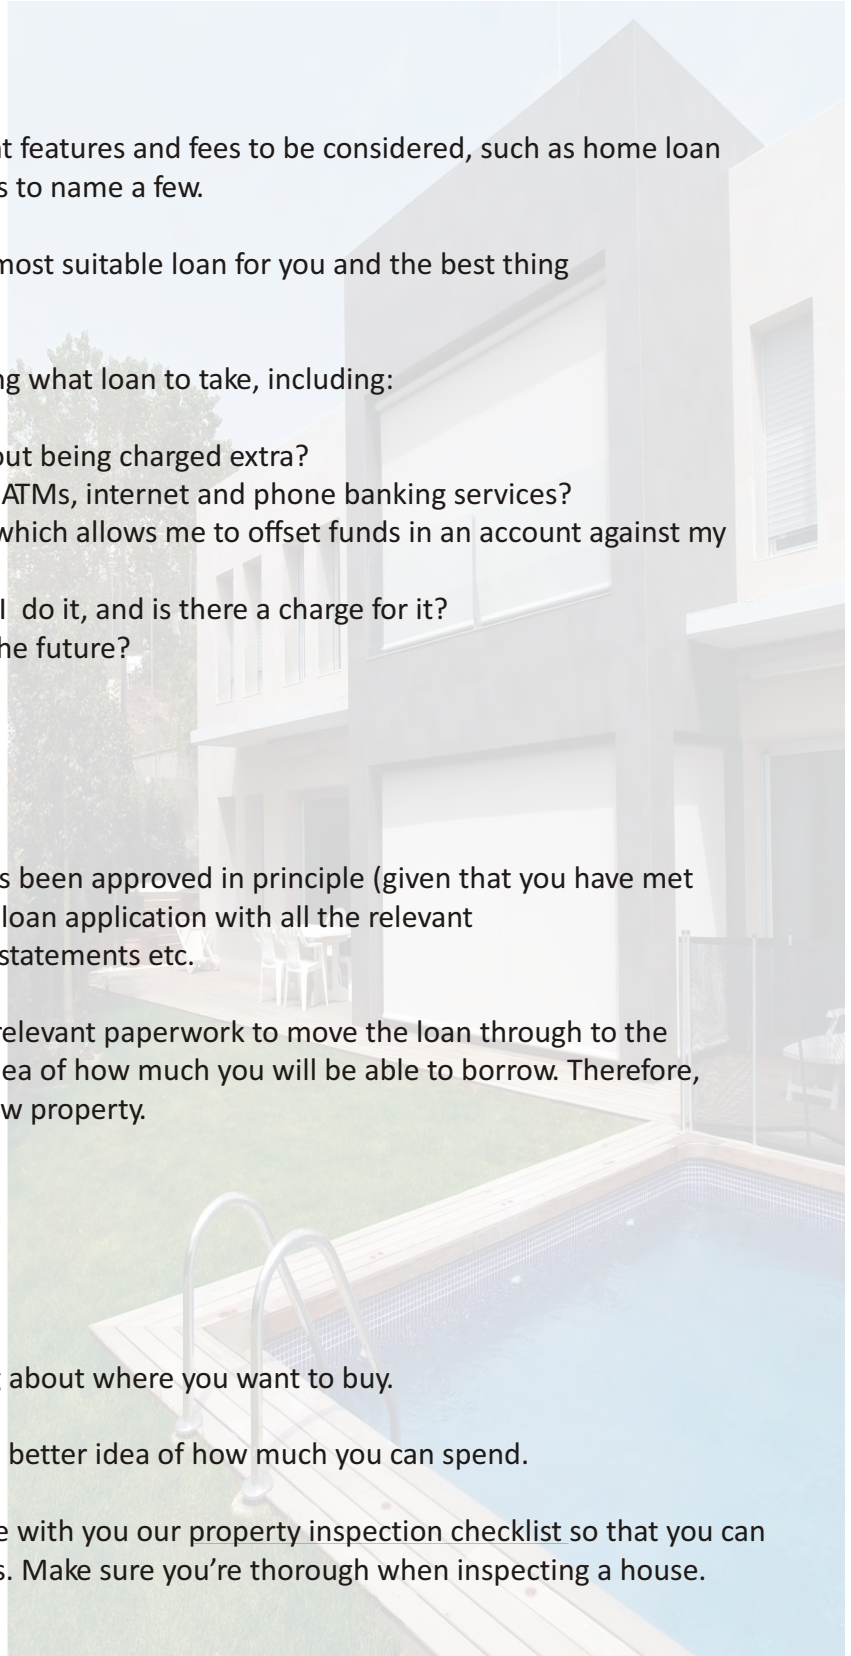 t features and fees to be considered, such as home loan
s to name a few.
most suitable loan for you and the best thing
ng what loan to take, including:
out being charged extra?
ATMs, internet and phone banking services?
which allows me to offset funds in an account against my
I do it, and is there a charge for it?
he future?
s been approved in principle (given that you have met
loan application with all the relevant
statements etc.
relevant paperwork to move the loan through to the
ea of how much you will be able to borrow. Therefore,
w property.
about where you want to buy.
better idea of how much you can spend.
e with you our property inspection checklist so that you can
s. Make sure you’re thorough when inspecting a house.